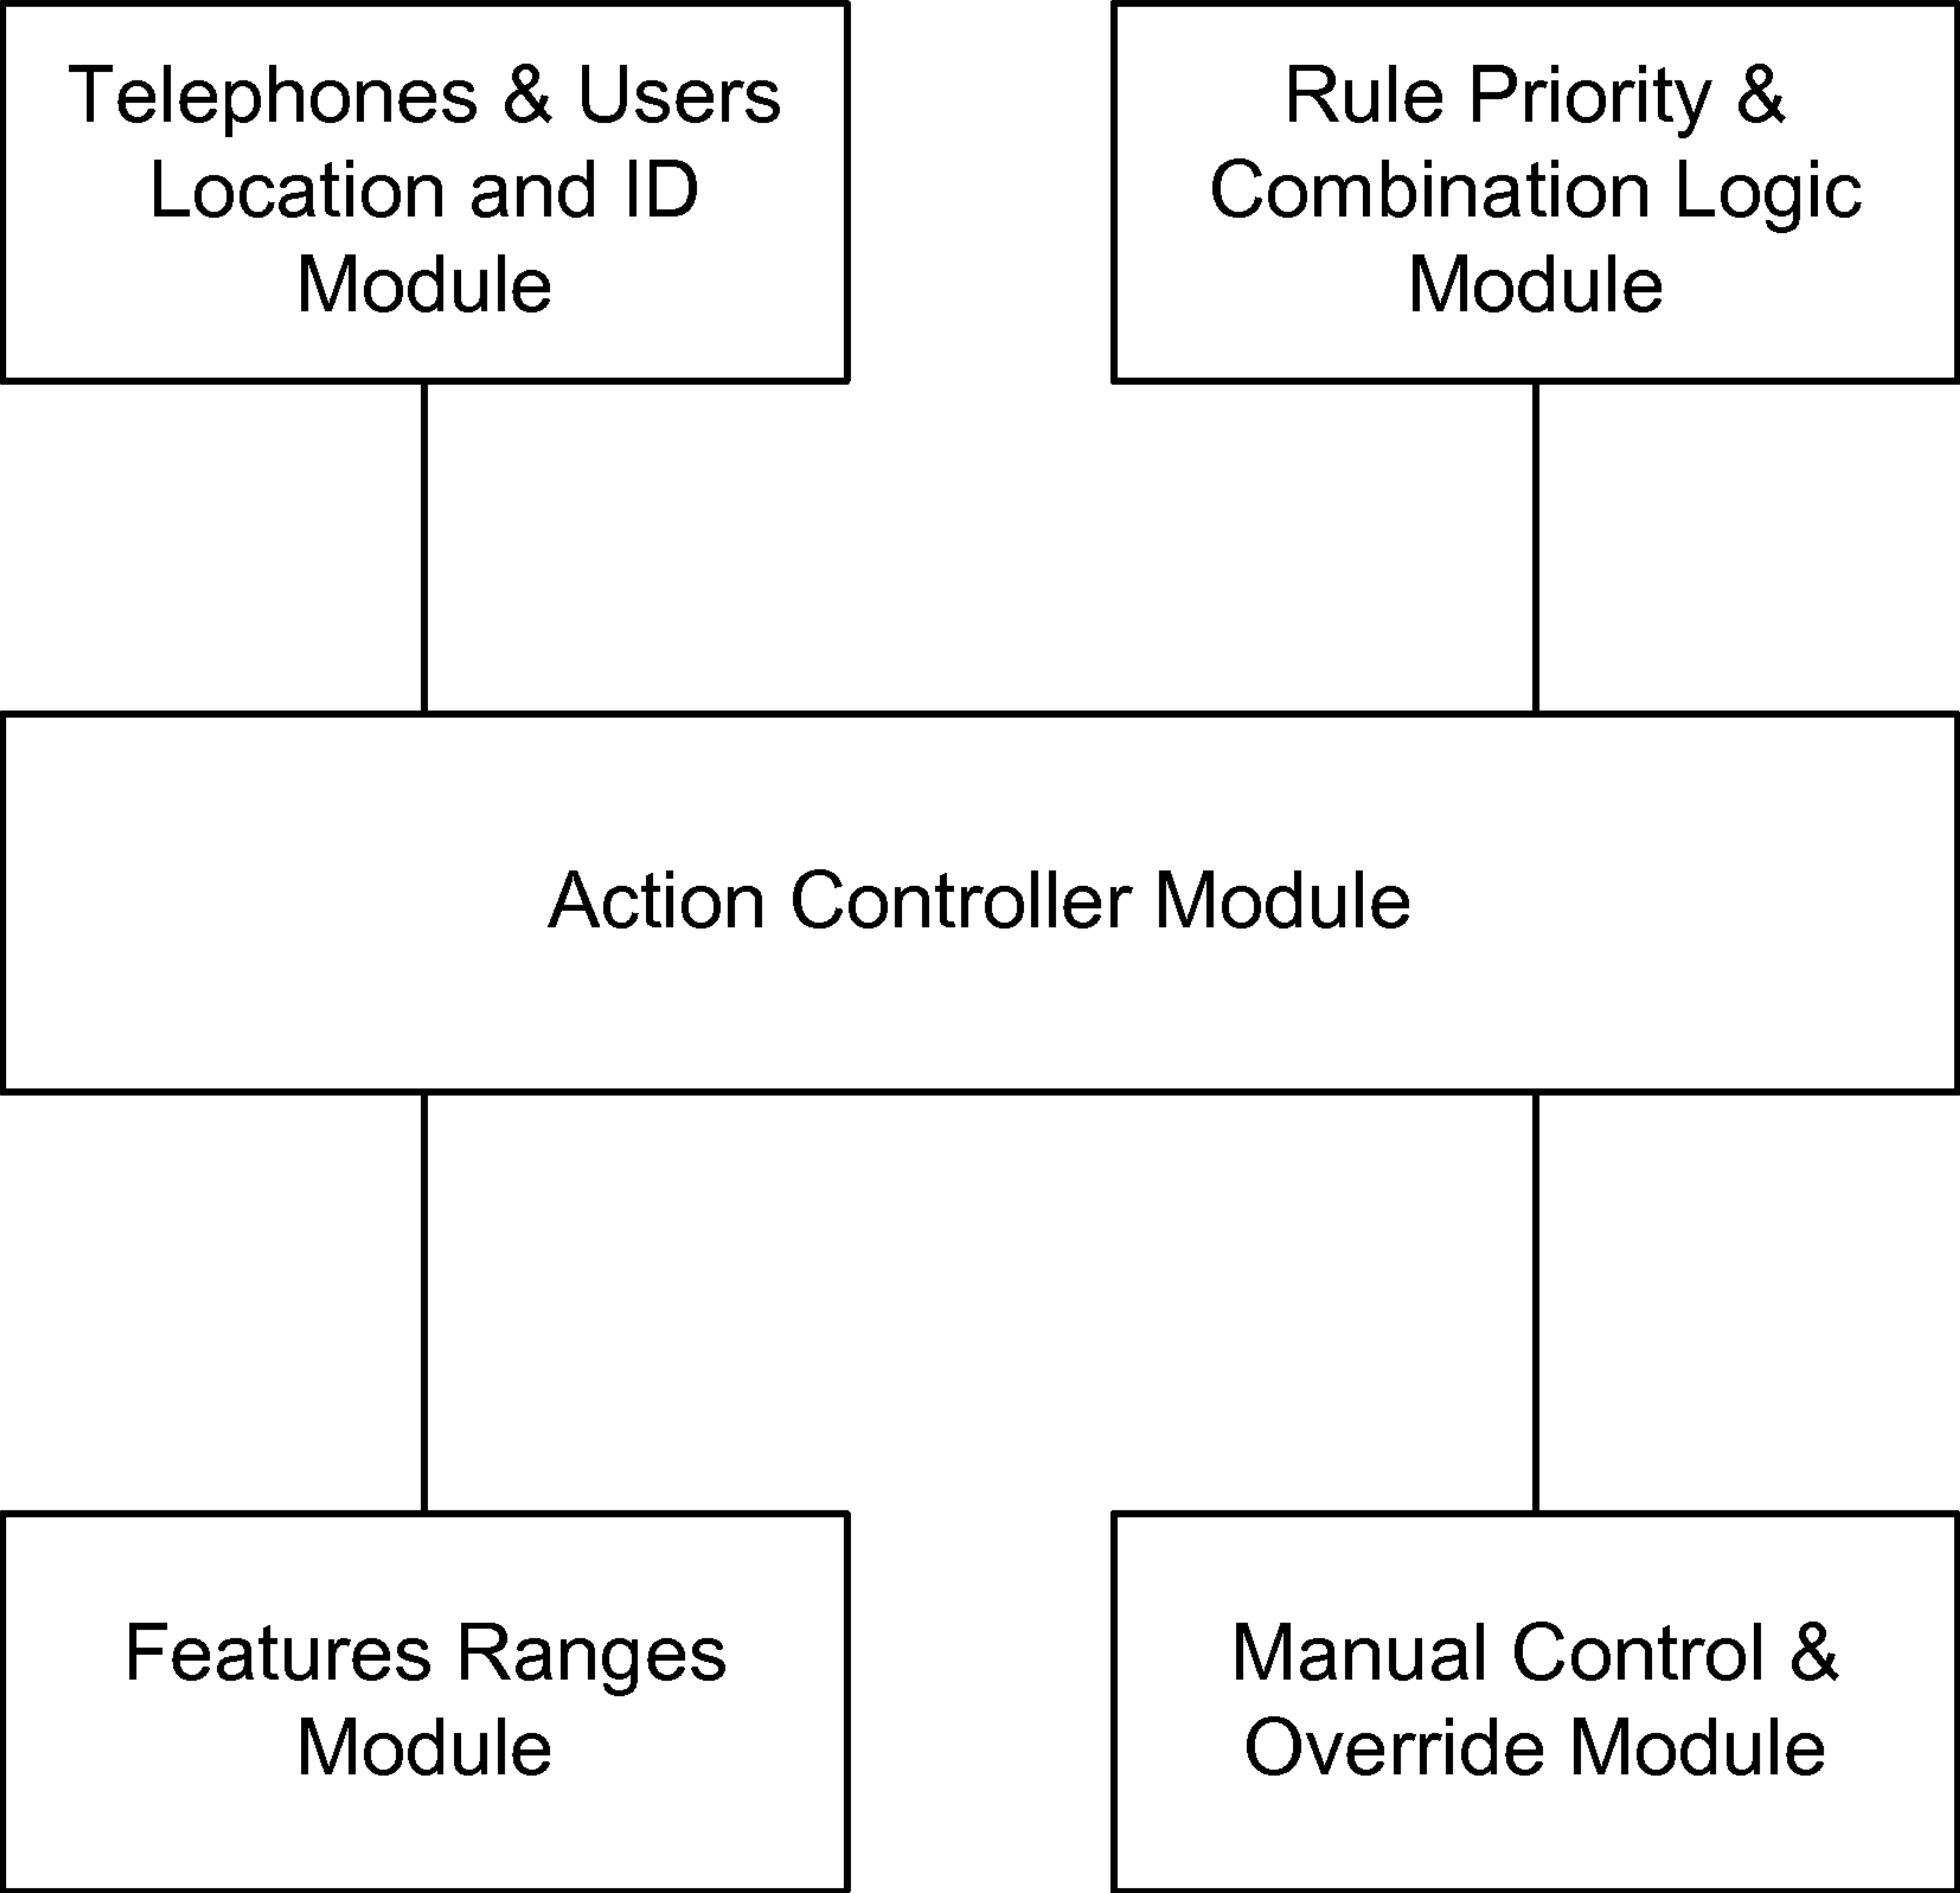 Telephones & Users
Location and ID
Module
Rule Priority &
Combination Logic
Module
Action Controller Module
Features Ranges
Module
Manual Control &
Override Module